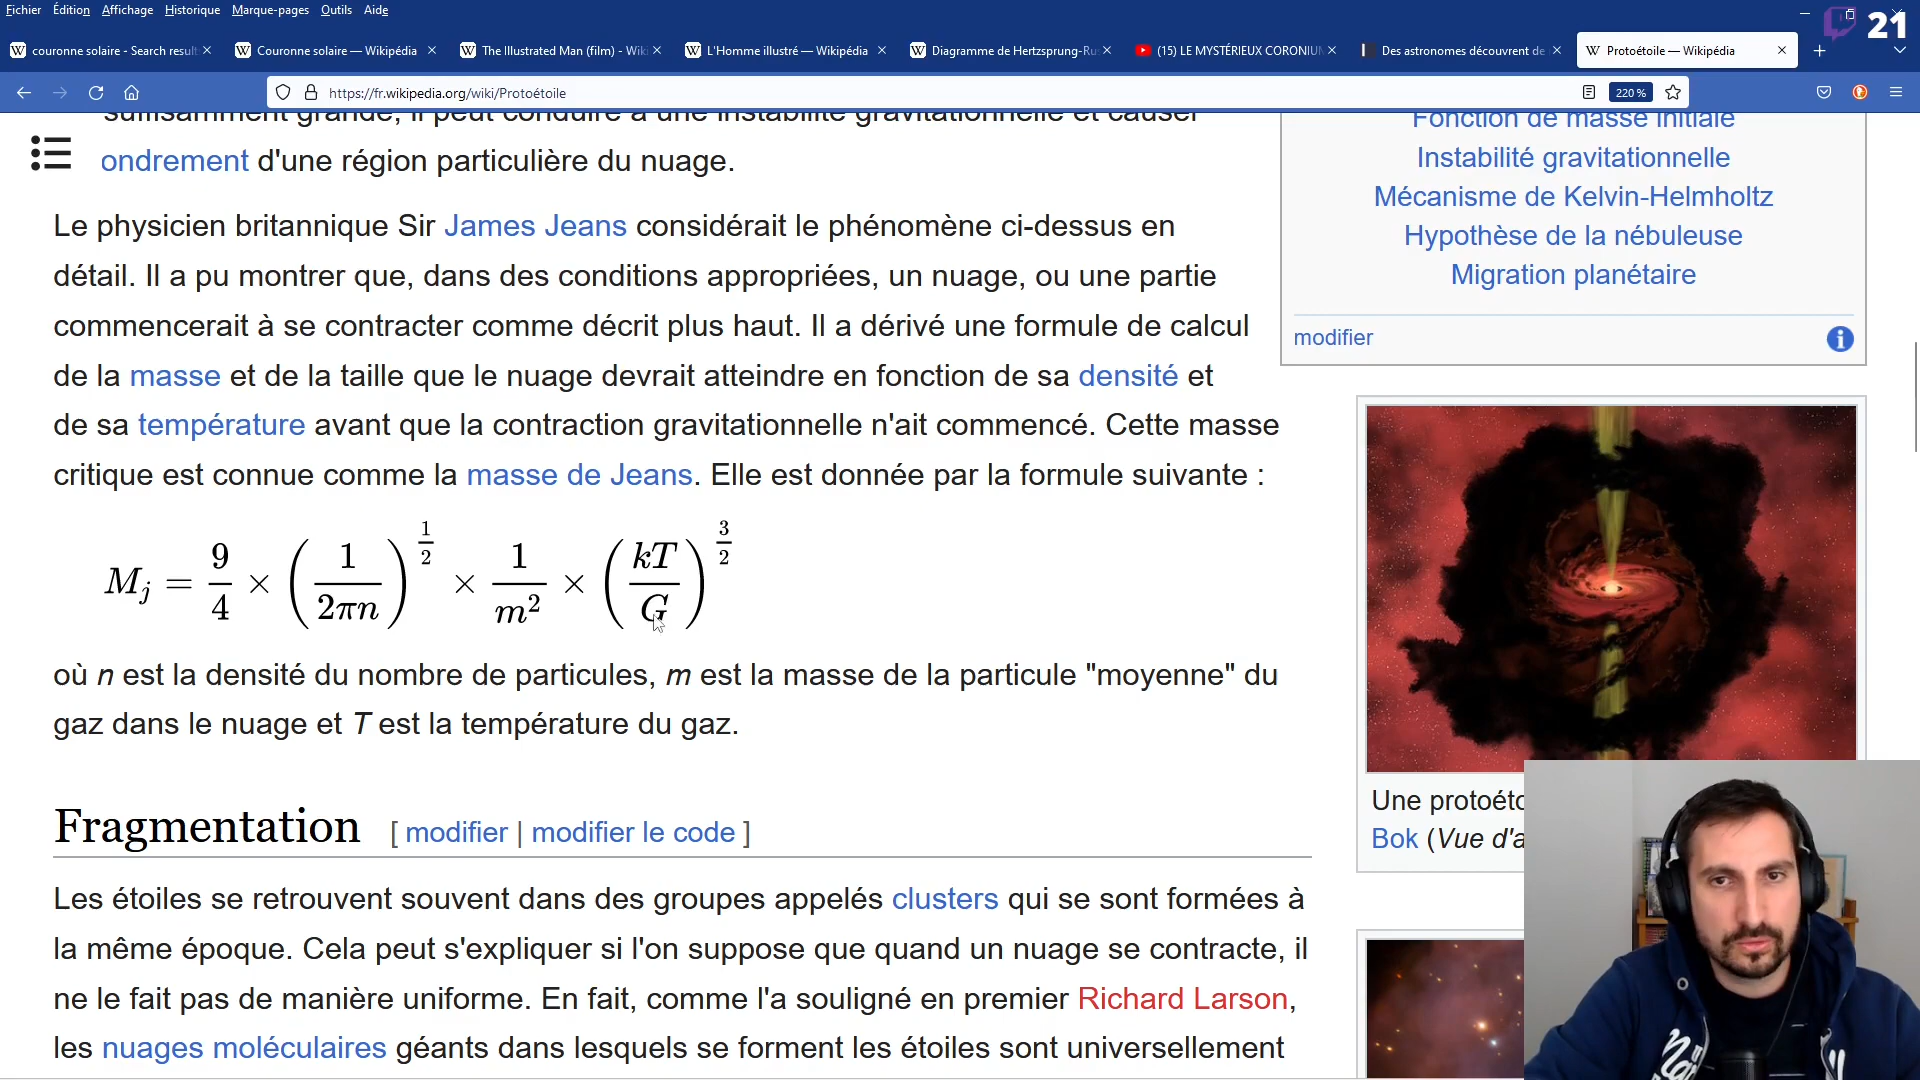 Fichier Édition Affichage Historique Marque-pages Outils Aide
21
couronne solaire - Search result
Couronne solaire — Wikipédia
The Illustrated Man (film) - Wik
L'Homme illustré — Wikipédia
Diagramme de Hertzsprung-Ru
(15) LE MYSTÉRIEUX CORONIUM
Des astronomes découvrent de
Protoétoile — Wikipédia
https://fr.wikipedia.org/wiki/Protoétoile
220 %
suffisamment grande, il peut conduire à une instabilité gravitationnelle et causer
ondrement d'une région particulière du nuage.
Le physicien britannique Sir James Jeans considérait le phénomène ci-dessus en
détail. Il a pu montrer que, dans des conditions appropriées, un nuage, ou une partie
commencerait à se contracter comme décrit plus haut. Il a dérivé une formule de calcul
de la masse et de la taille que le nuage devrait atteindre en fonction de sa densité et
de sa température avant que la contraction gravitationnelle n'ait commencé. Cette masse
critique est connue comme la masse de Jeans. Elle est donnée par la formule suivante :
M_j = 9/4 × (1/2πn)^1/2 × 1/m² × (kT/G)^3/2
où n est la densité du nombre de particules, m est la masse de la particule "moyenne" du
gaz dans le nuage et T est la température du gaz.
Fragmentation [ modifier | modifier le code ]
Les étoiles se retrouvent souvent dans des groupes appelés clusters qui se sont formées à
la même époque. Cela peut s'expliquer si l'on suppose que quand un nuage se contracte, il
ne le fait pas de manière uniforme. En fait, comme l'a souligné en premier Richard Larson,
les nuages moléculaires géants dans lesquels se forment les étoiles sont universellement
Fonction de masse initiale
Instabilité gravitationnelle
Mécanisme de Kelvin-Helmholtz
Hypothèse de la nébuleuse
Migration planétaire
modifier
Une protoéto
Bok (Vue d'a